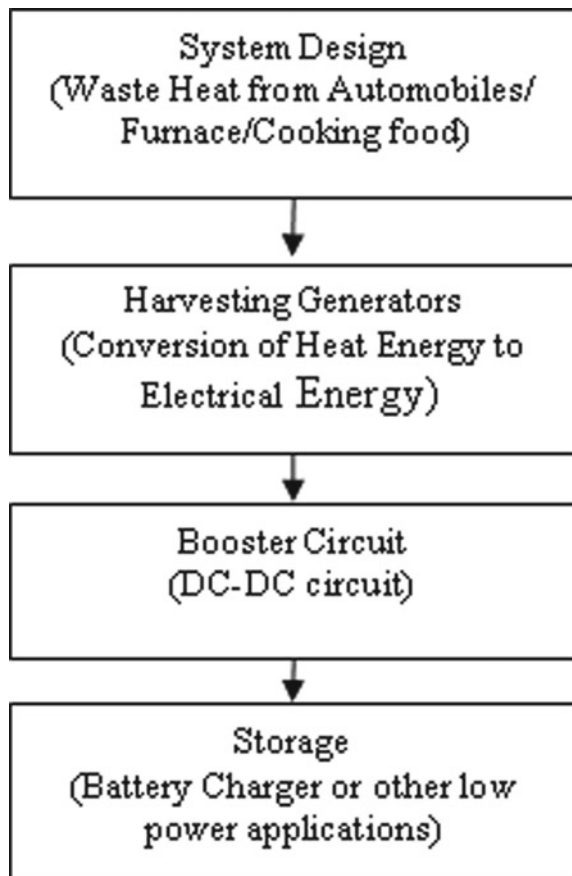 System Design
(Waste Heat from Automobiles/
Furnace/Cooking food)
Harvesting Generators
(Conversion of Heat Energy to
Electrical Energy)
Booster Circuit
(DC-DC circuit)
Storage
(Battery Charger or other low
power applications)